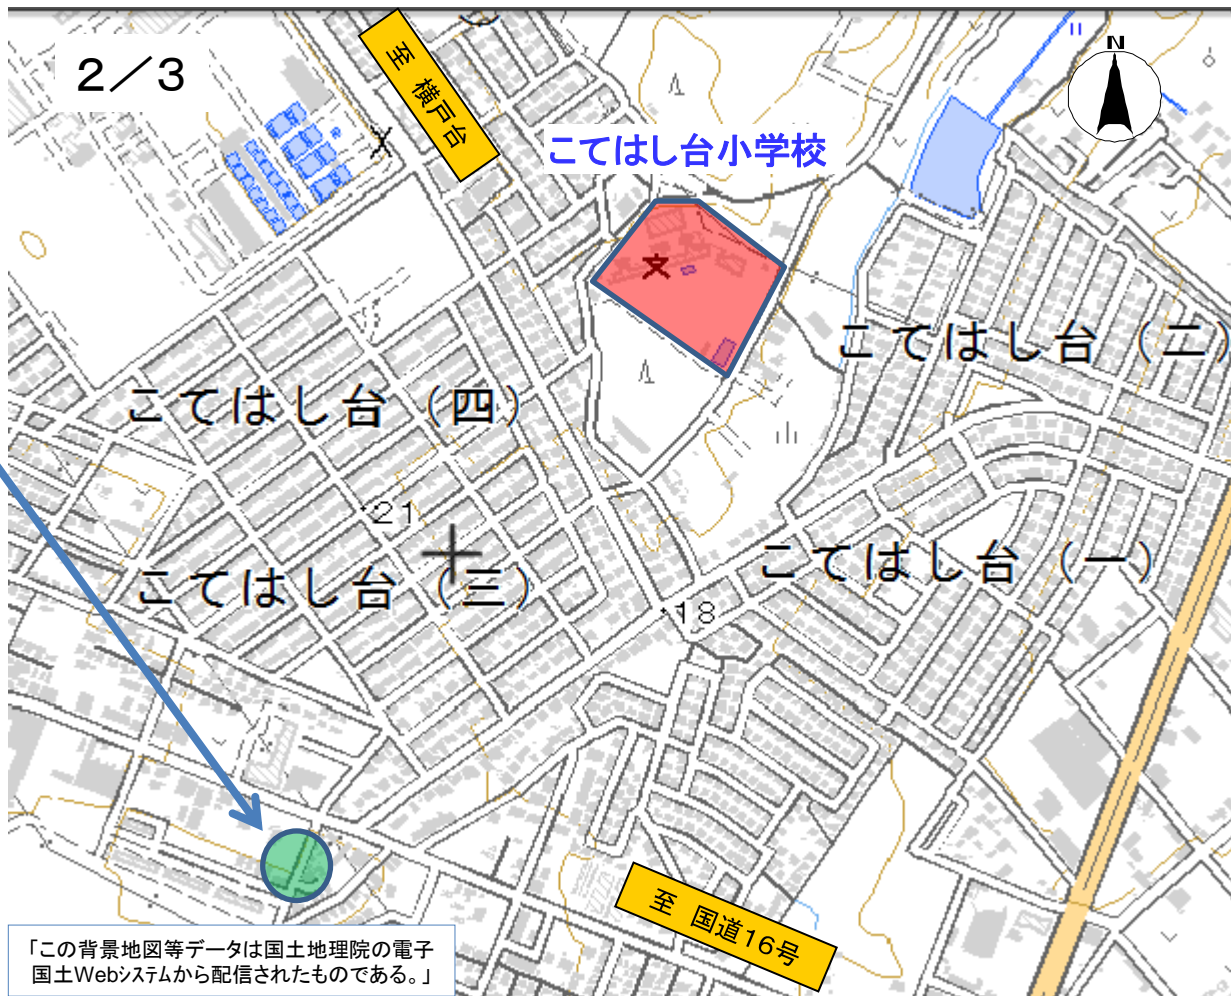 2/3
至 横戸台
N
こてはし台小学校
文
こてはし台(二)
こてはし台(四)
21
こてはし台(三)
こてはし台(一)
18
至 国道16号
「この背景地図等データは国土地理院の電子
国土Webシステムから配信されたものである。」